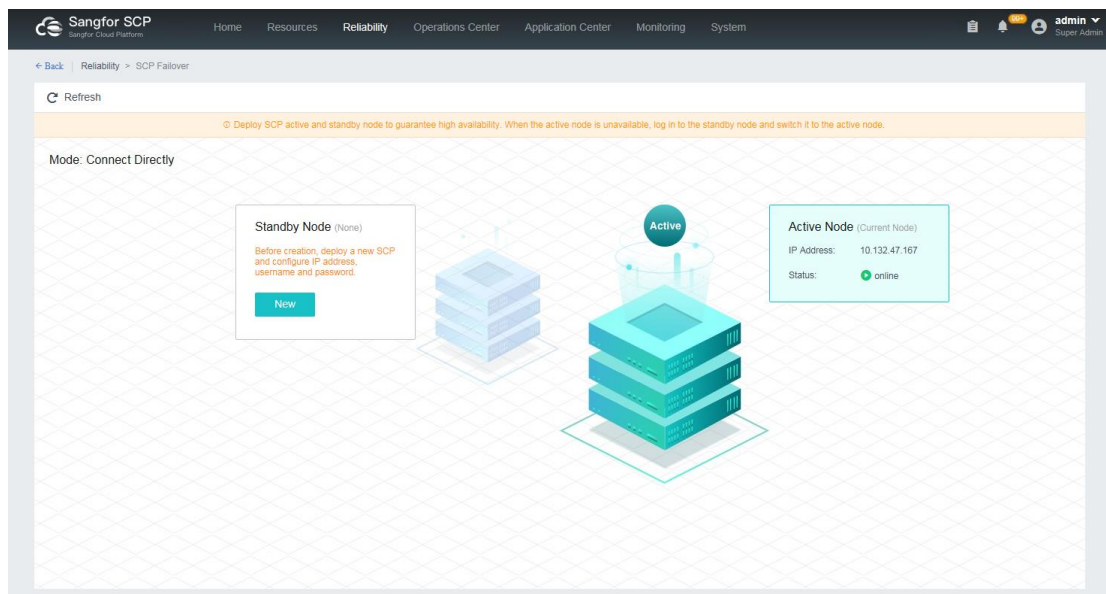 Sangfor SCP
Sangfor Cloud Platform
Home Resources Reliability Operations Center Application Center Monitoring System
admin
Super Admin
← Back | Reliability > SCP Failover
Refresh
Deploy SCP active and standby node to guarantee high availability. When the active node is unavailable, log in to the standby node and switch it to the active node.
Mode: Connect Directly
Standby Node (None)
Before creation, deploy a new SCP
and configure IP address,
username and password.
New
Active
Active Node (Current Node)
IP Address: 10.132.47.167
Status: online